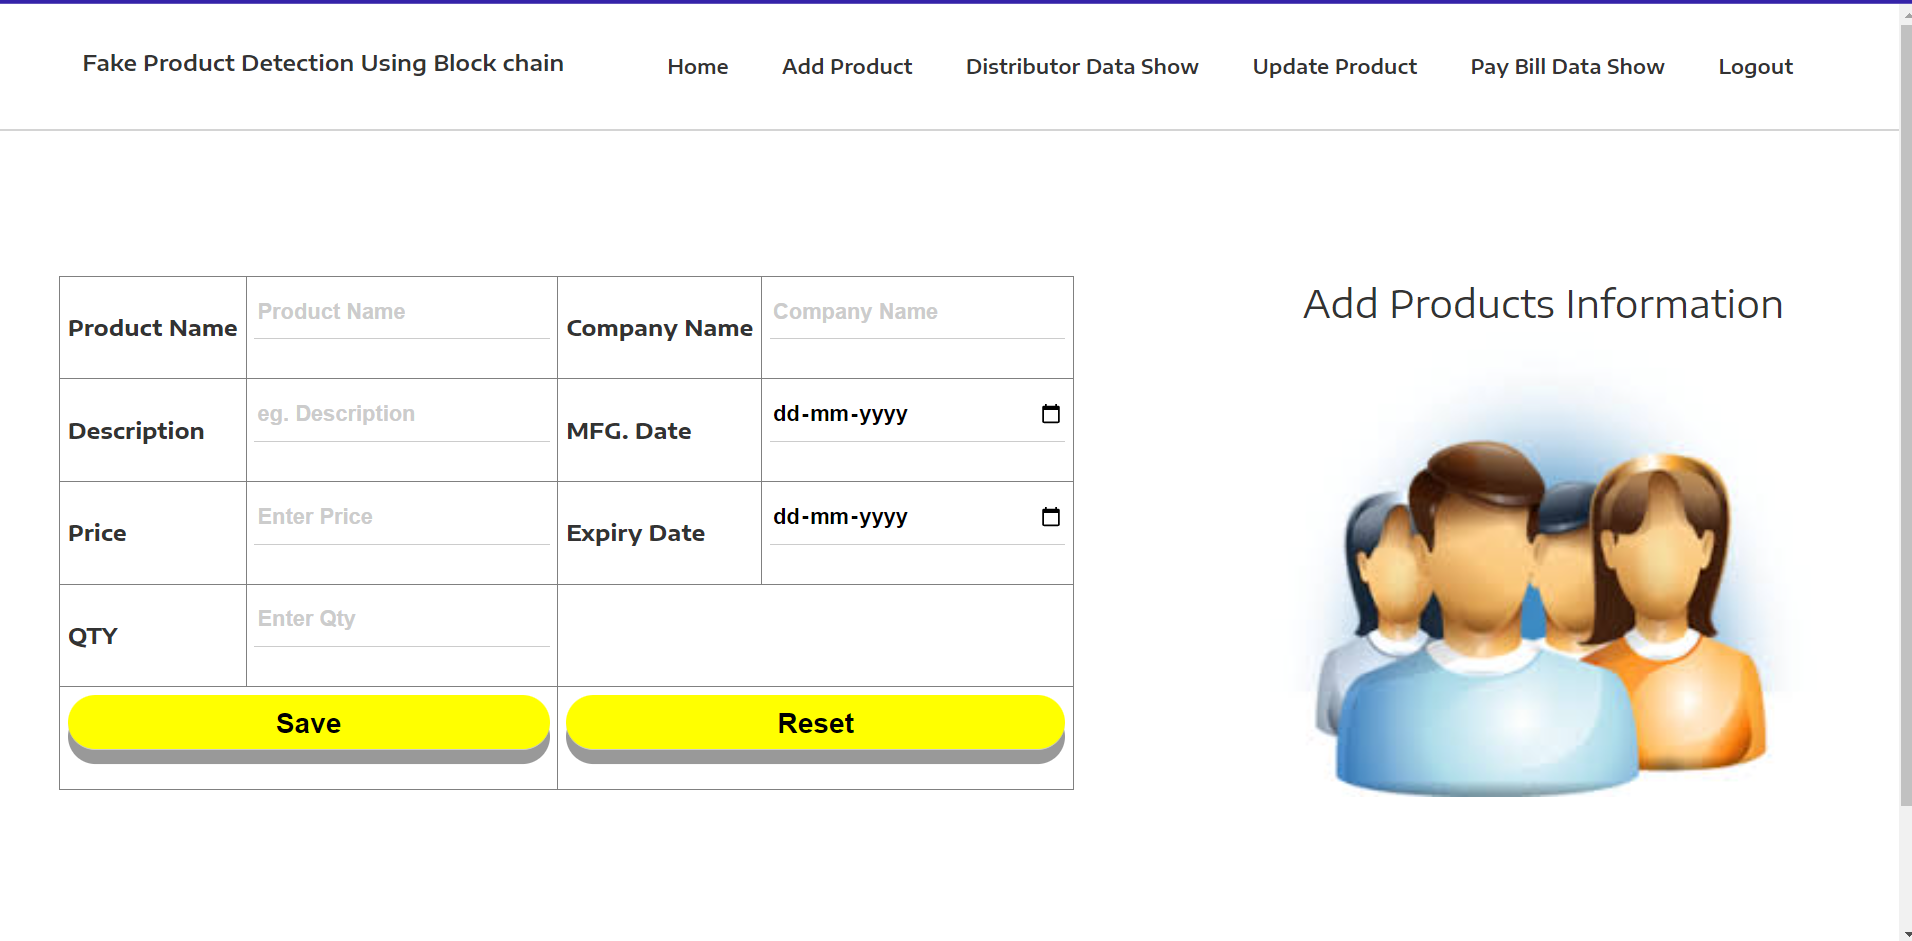 Fake Product Detection Using Block chain
Home Add Product Distributor Data Show Update Product Pay Bill Data Show Logout
Add Products Information
Product Name Product Name Company Name Company Name
Description eg. Description MFG. Date dd-mm-yyyy
Price Enter Price Expiry Date dd-mm-yyyy
QTY Enter Qty
Save Reset